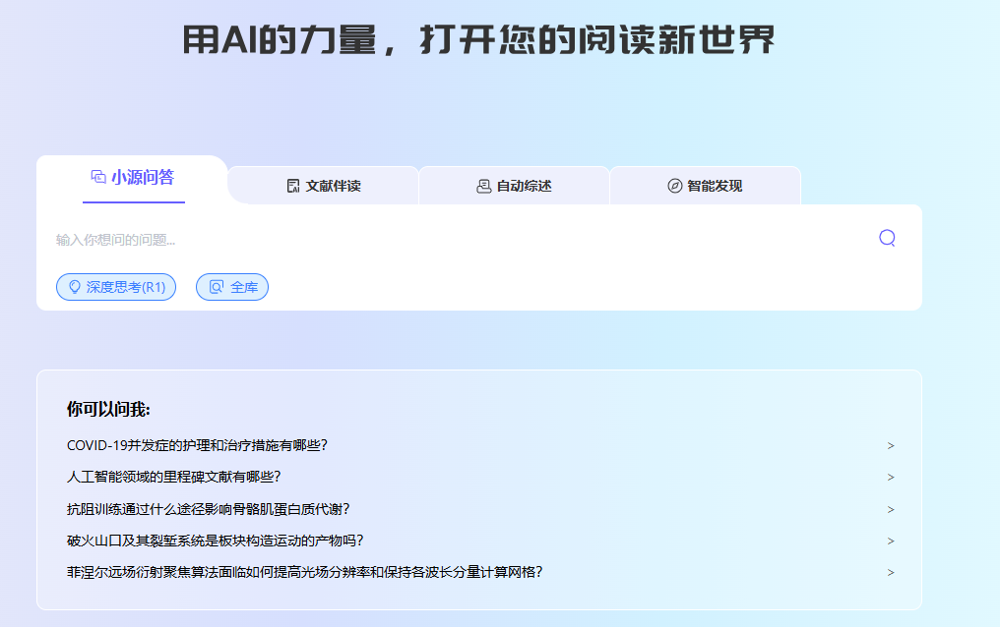 用AI的力量，打开您的阅读新世界
小源问答
文献伴读
自动综述
智能发现
输入你想问的问题...
深度思考(R1)
全库
你可以问我:
COVID-19并发症的护理和治疗措施有哪些?
>
人工智能领域的里程碑文献有哪些?
>
抗阻训练通过什么途径影响骨骼肌蛋白质代谢?
>
破火山口及其裂堑系统是板块构造运动的产物吗?
>
菲涅尔远场衍射聚焦算法面临如何提高光场分辨率和保持各波长分量计算网格?
>